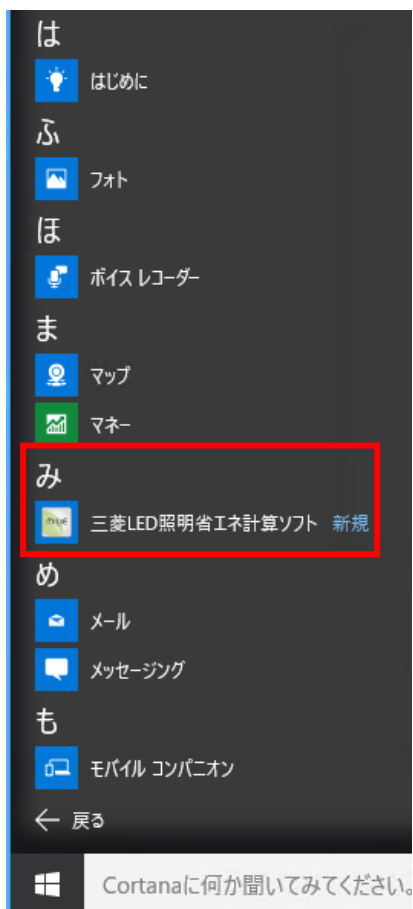 は
はじめに
ふ
フォト
ほ
ボイス レコーダー
ま
マップ
マネー
み
三菱LED照明省エネ計算ソフト 新規
め
メール
メッセージング
も
モバイル コンパニオン
戻る
Cortanaに何か聞いてみてください。